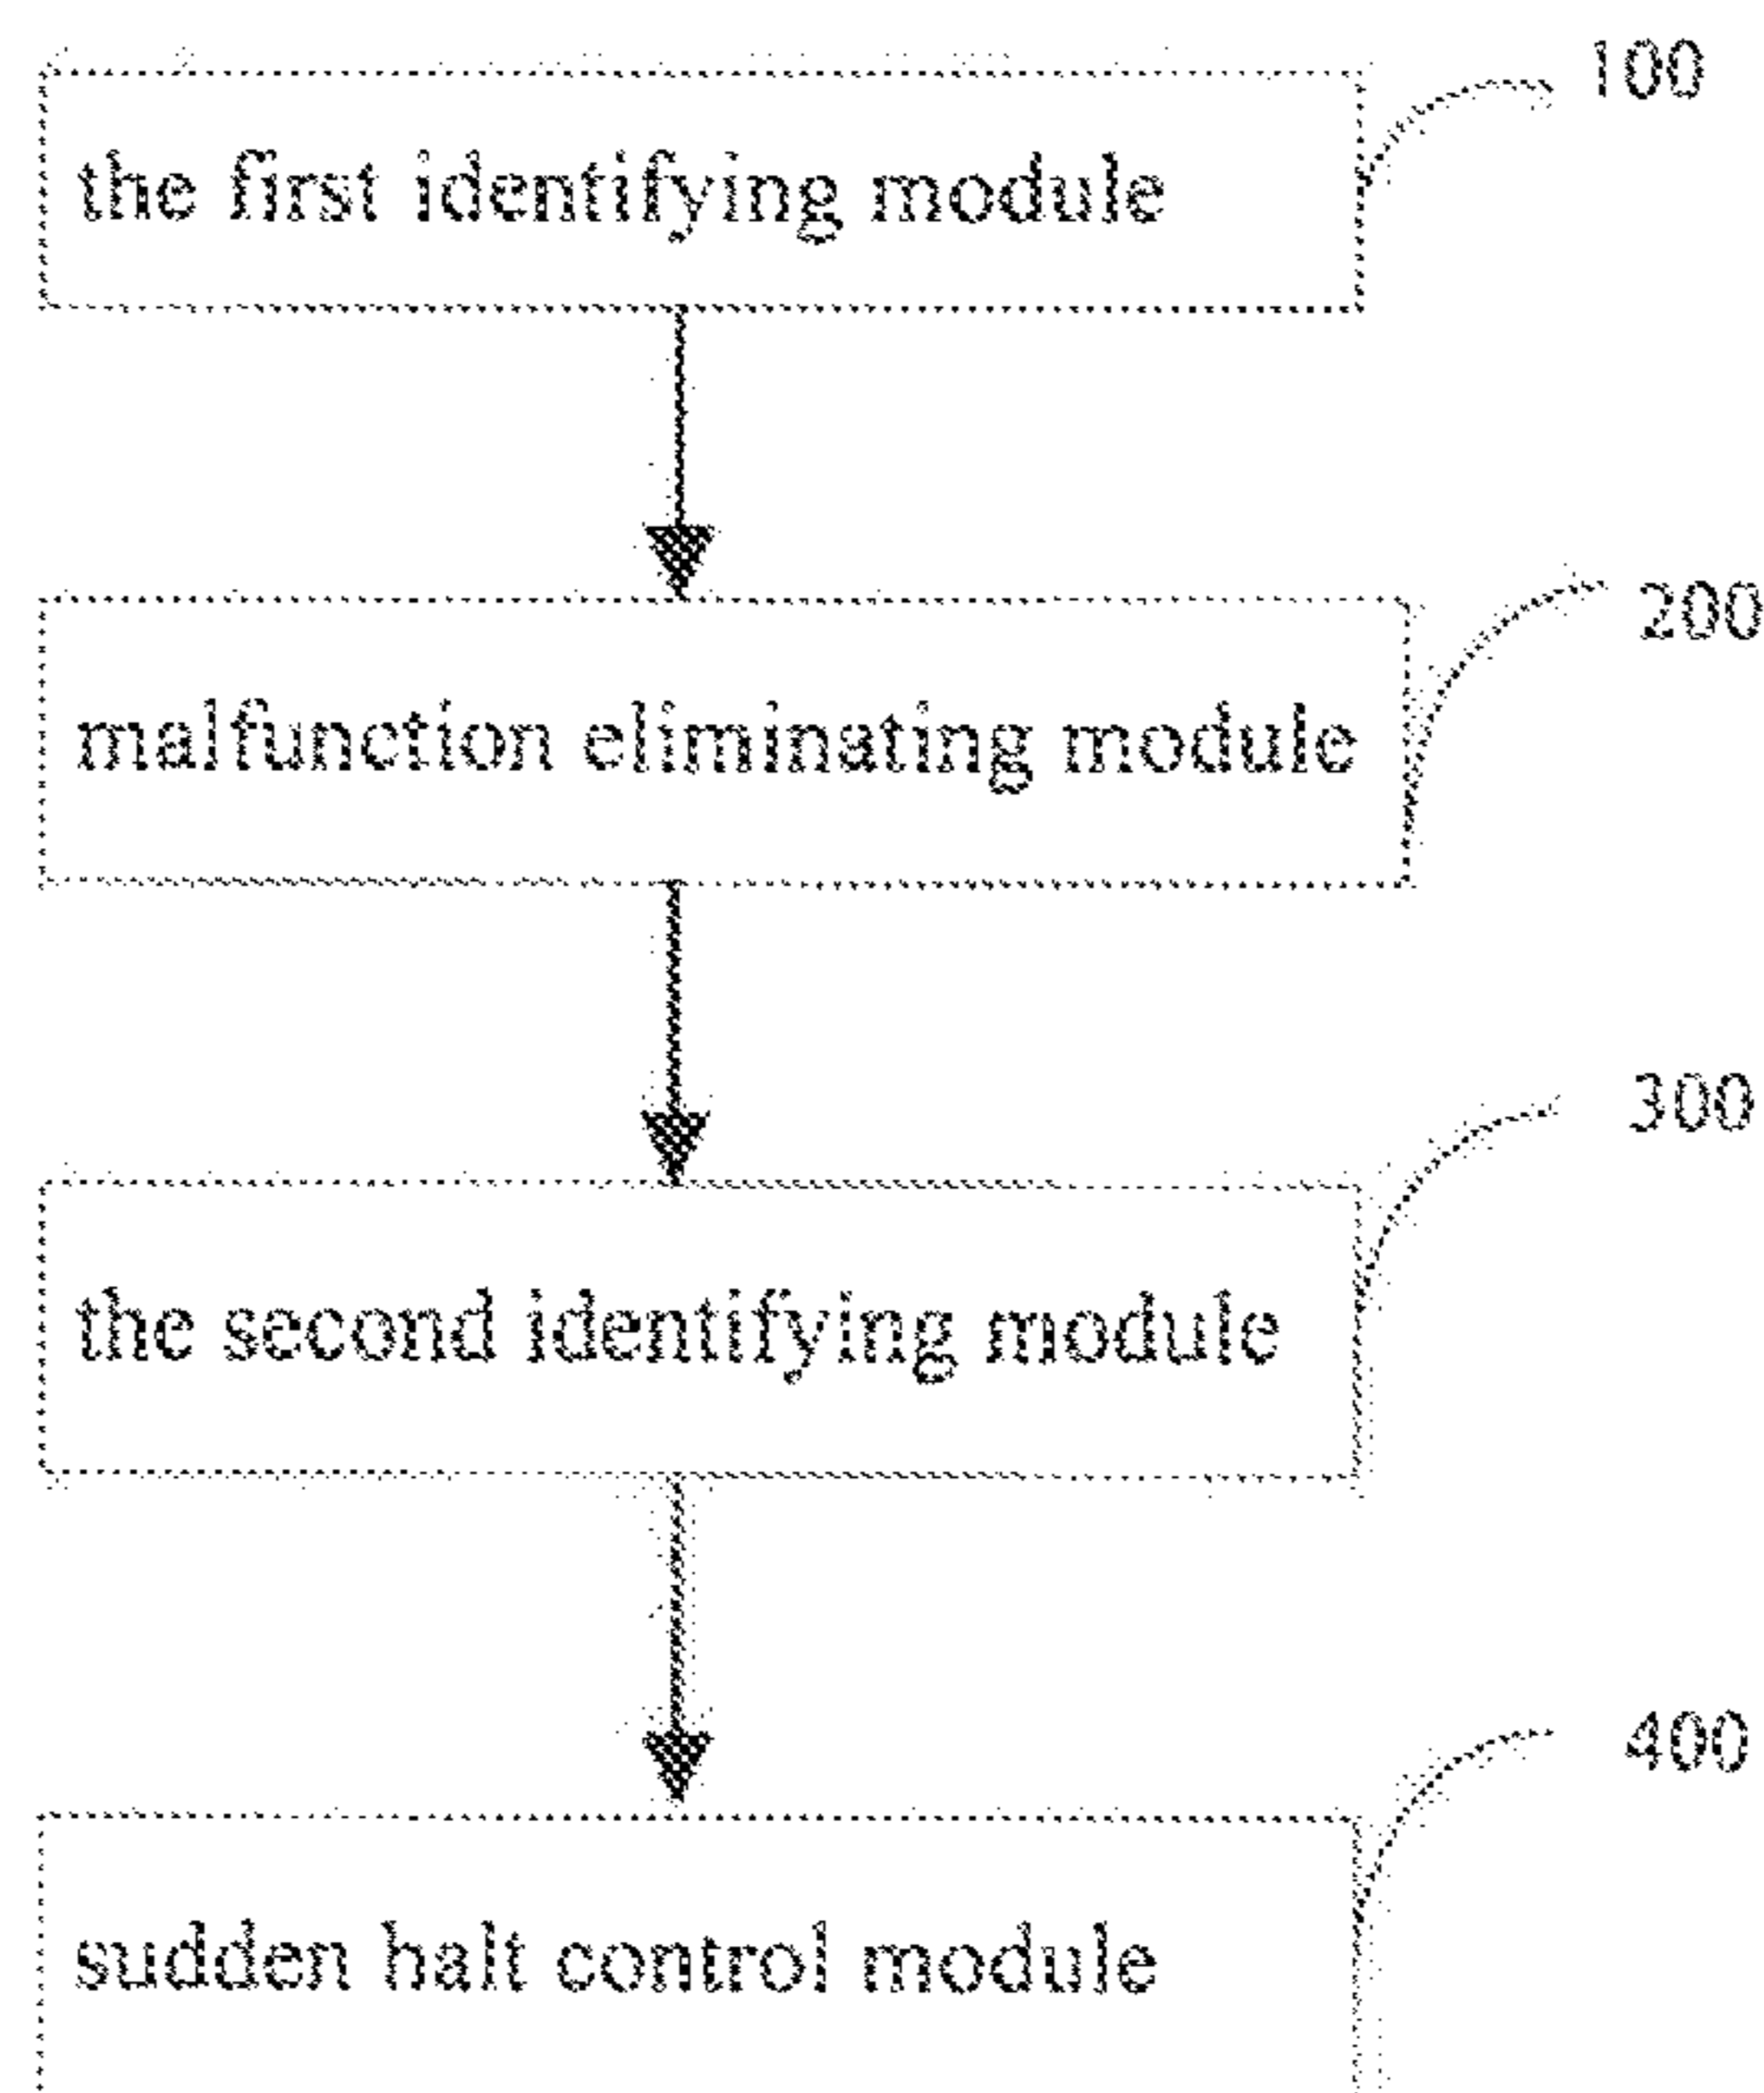 100
the first identifying module
200
malfunction eliminating module
300
the second identifying module
400
sudden halt control module